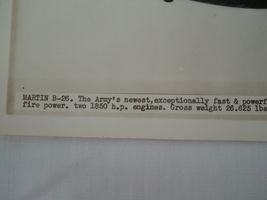 MARTIN B-26. The Army's newest,exceptionally fast & powerf
fire power. two 1850 h.p. engines. Gross weight 26.625 lbs